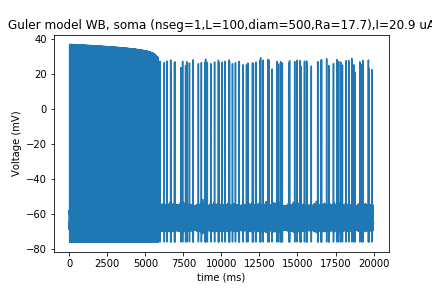 Guler model WB, soma (nseg=1,L=100,diam=500,Ra=17.7),I=20.9 uA
40
20
0
−20
−40
−60
−80
Voltage (mV)
0 2500 5000 7500 10000 12500 15000 17500 20000
time (ms)